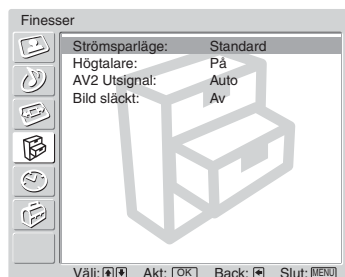 Finesser
Strömsparläge: Standard
Högtalare: På
AV2 Utsignal: Auto
Bild släckt: Av
Välj: Akt: OK Back: Slut: MENU